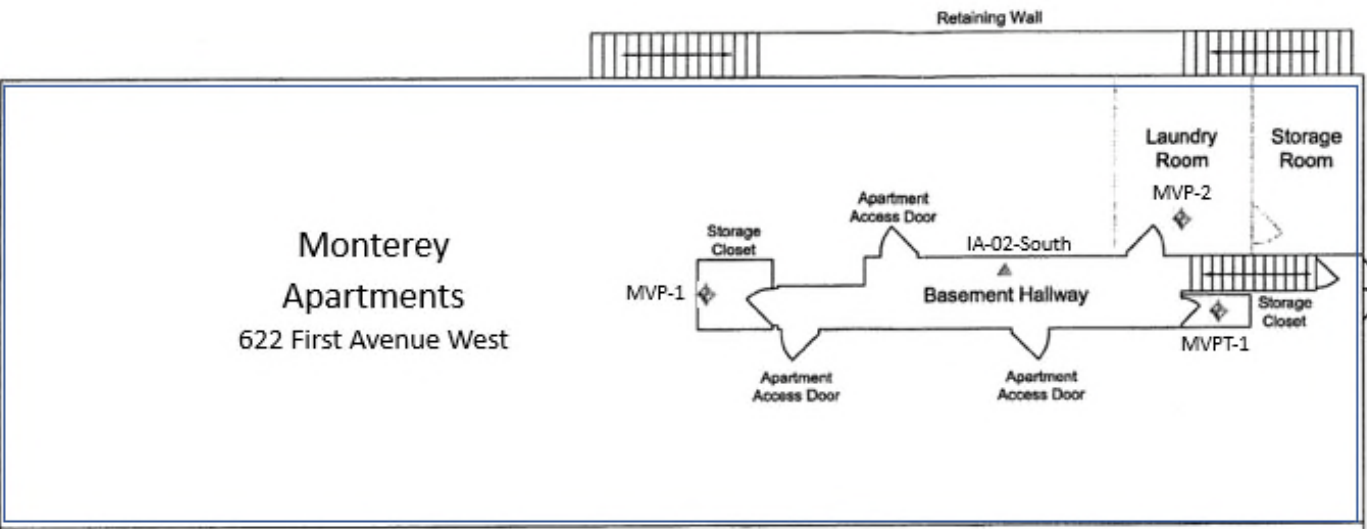 Retaining Wall
Laundry
Room
Storage
Room
MVP-2
Apartment
Access Door
Storage
Closet
IA-02-South
Monterey
Apartments
622 First Avenue West
MVP-1
Basement Hallway
Storage
Closet
MVPT-1
Apartment
Access Door
Apartment
Access Door